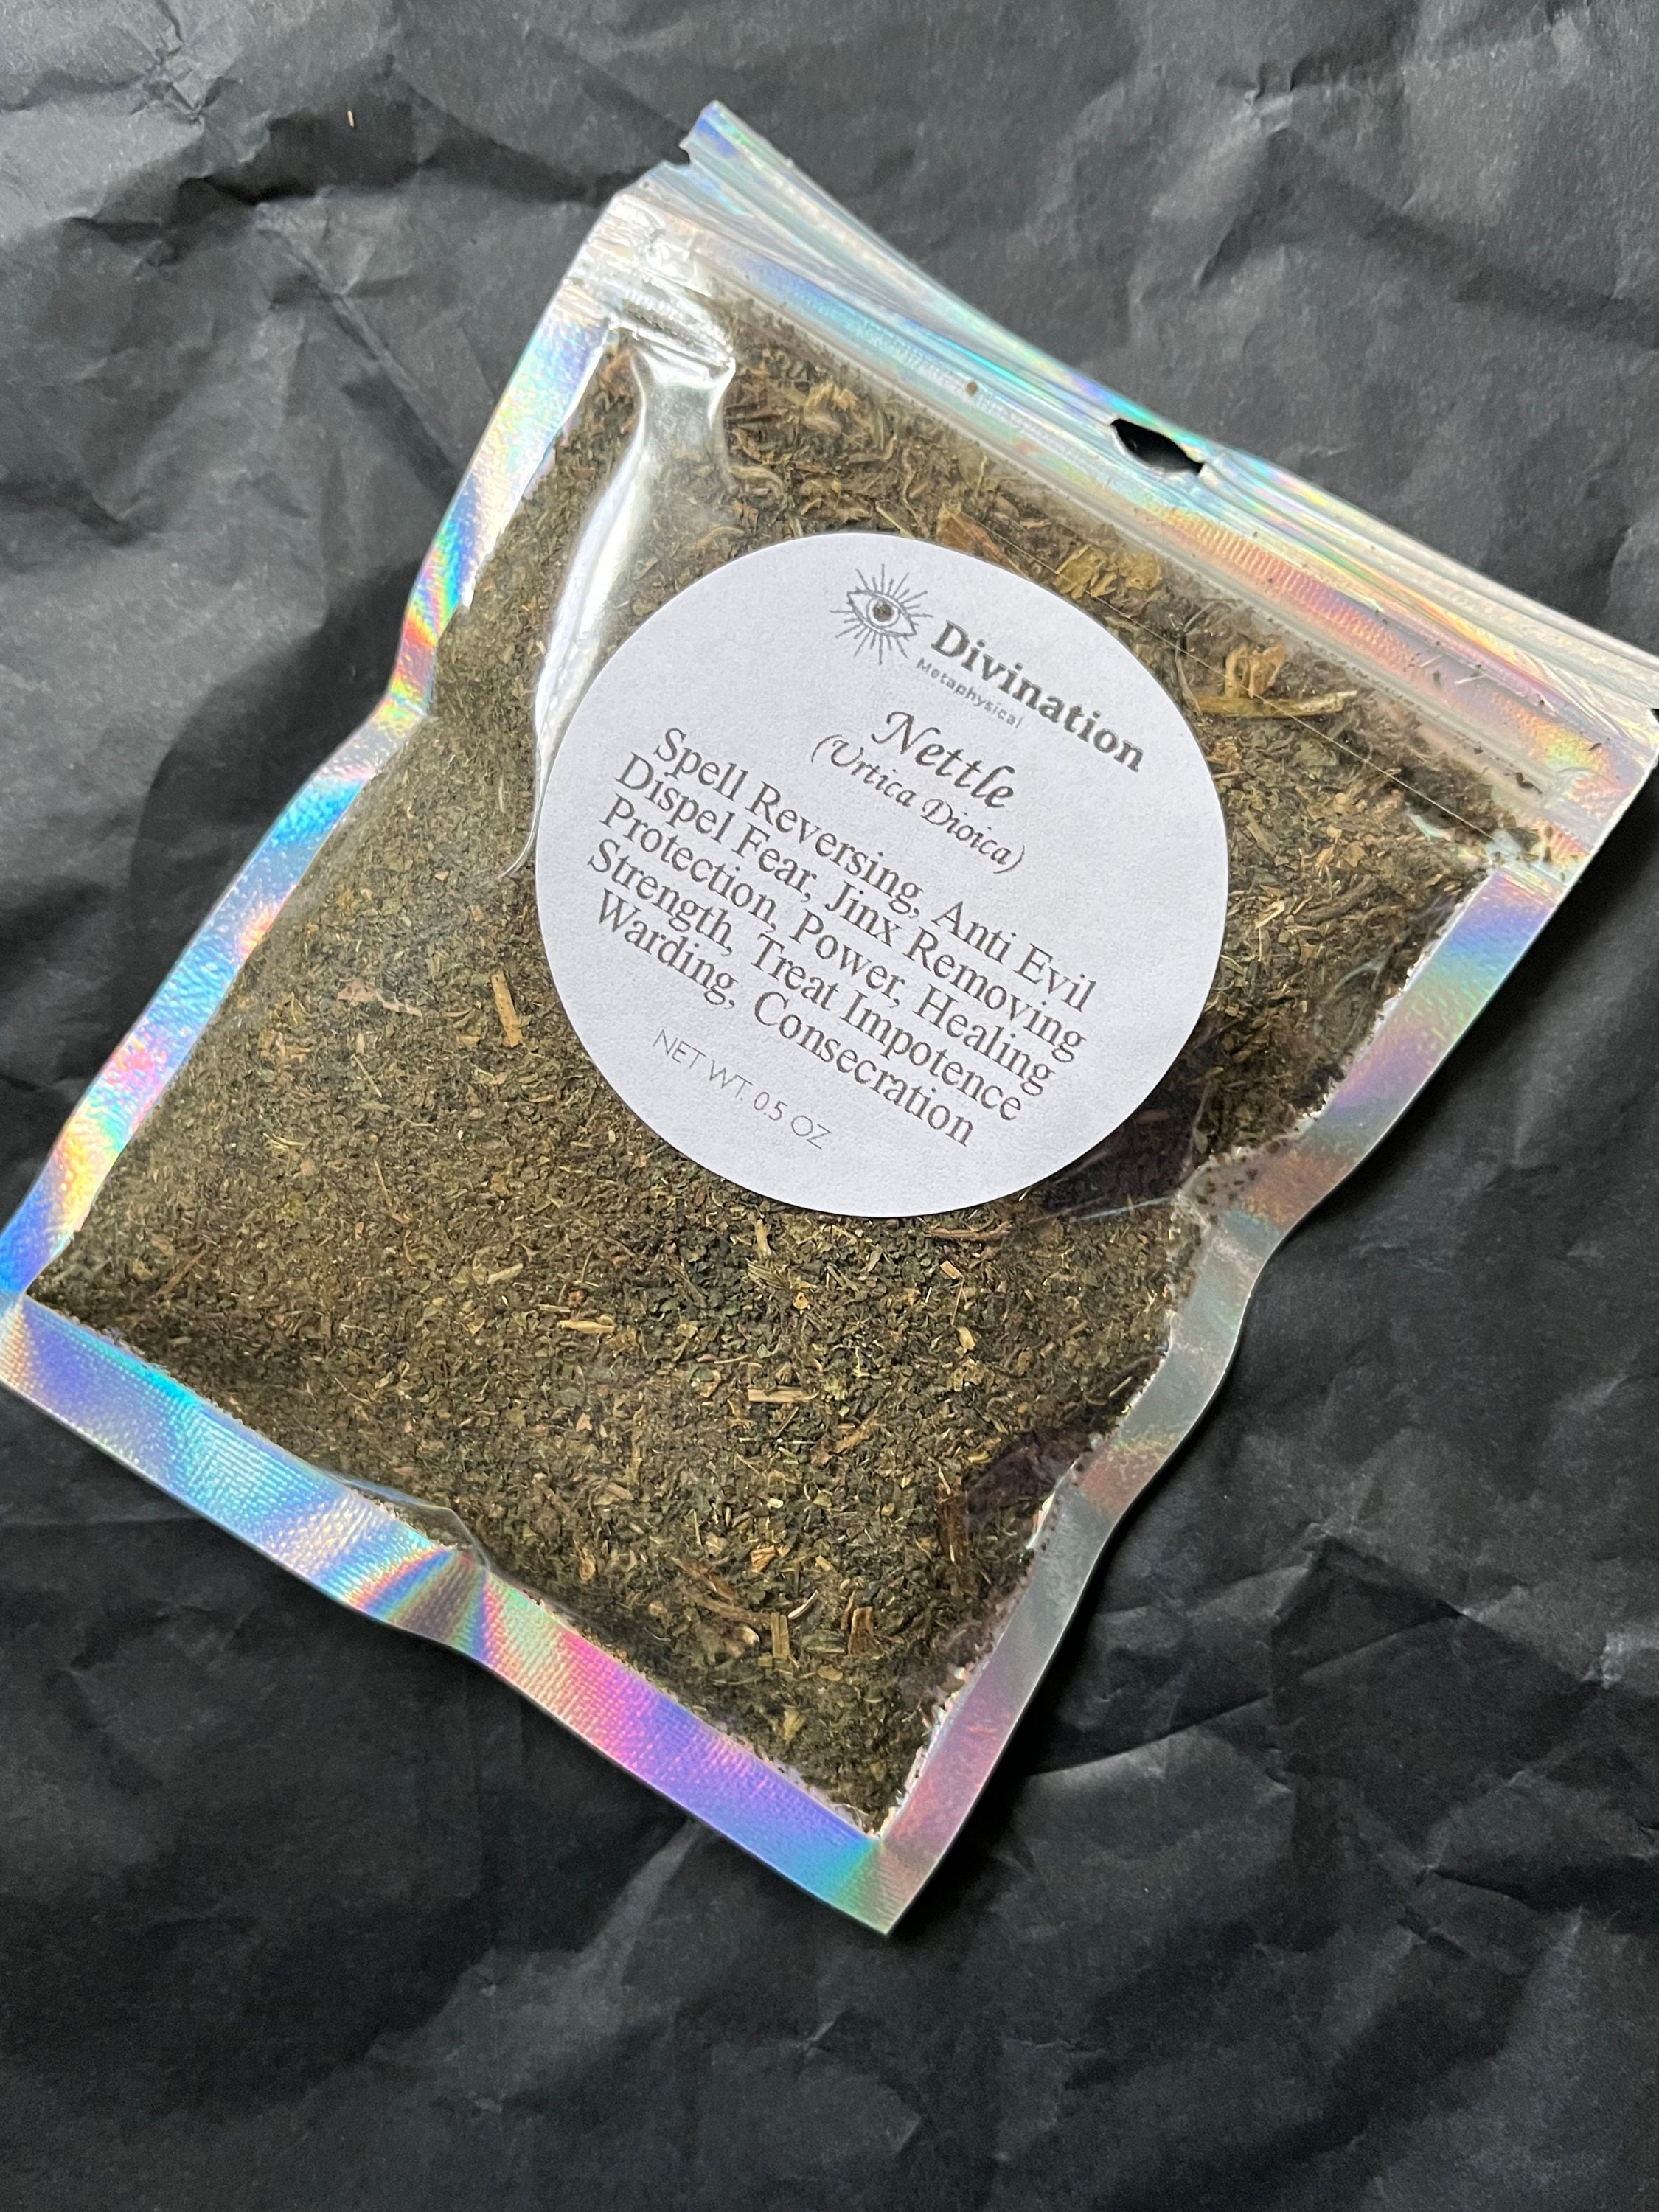 Divination
Metaphysical
Nettle
(Urtica Dioica)
Spell Reversing, Anti Evil
Dispel Fear, Jinx Removing
Protection, Power, Healing
Strength, Treat Impotence
Warding, Consecration
NET WT. 0.5 OZ